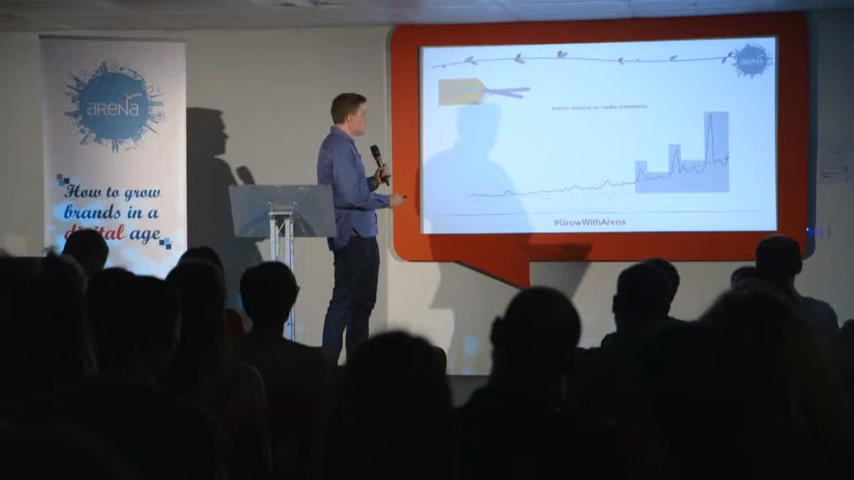 ARENA
How to grow
brands in a
digital age
ARENA
Search demand vs. media investment
#GrowWithArena